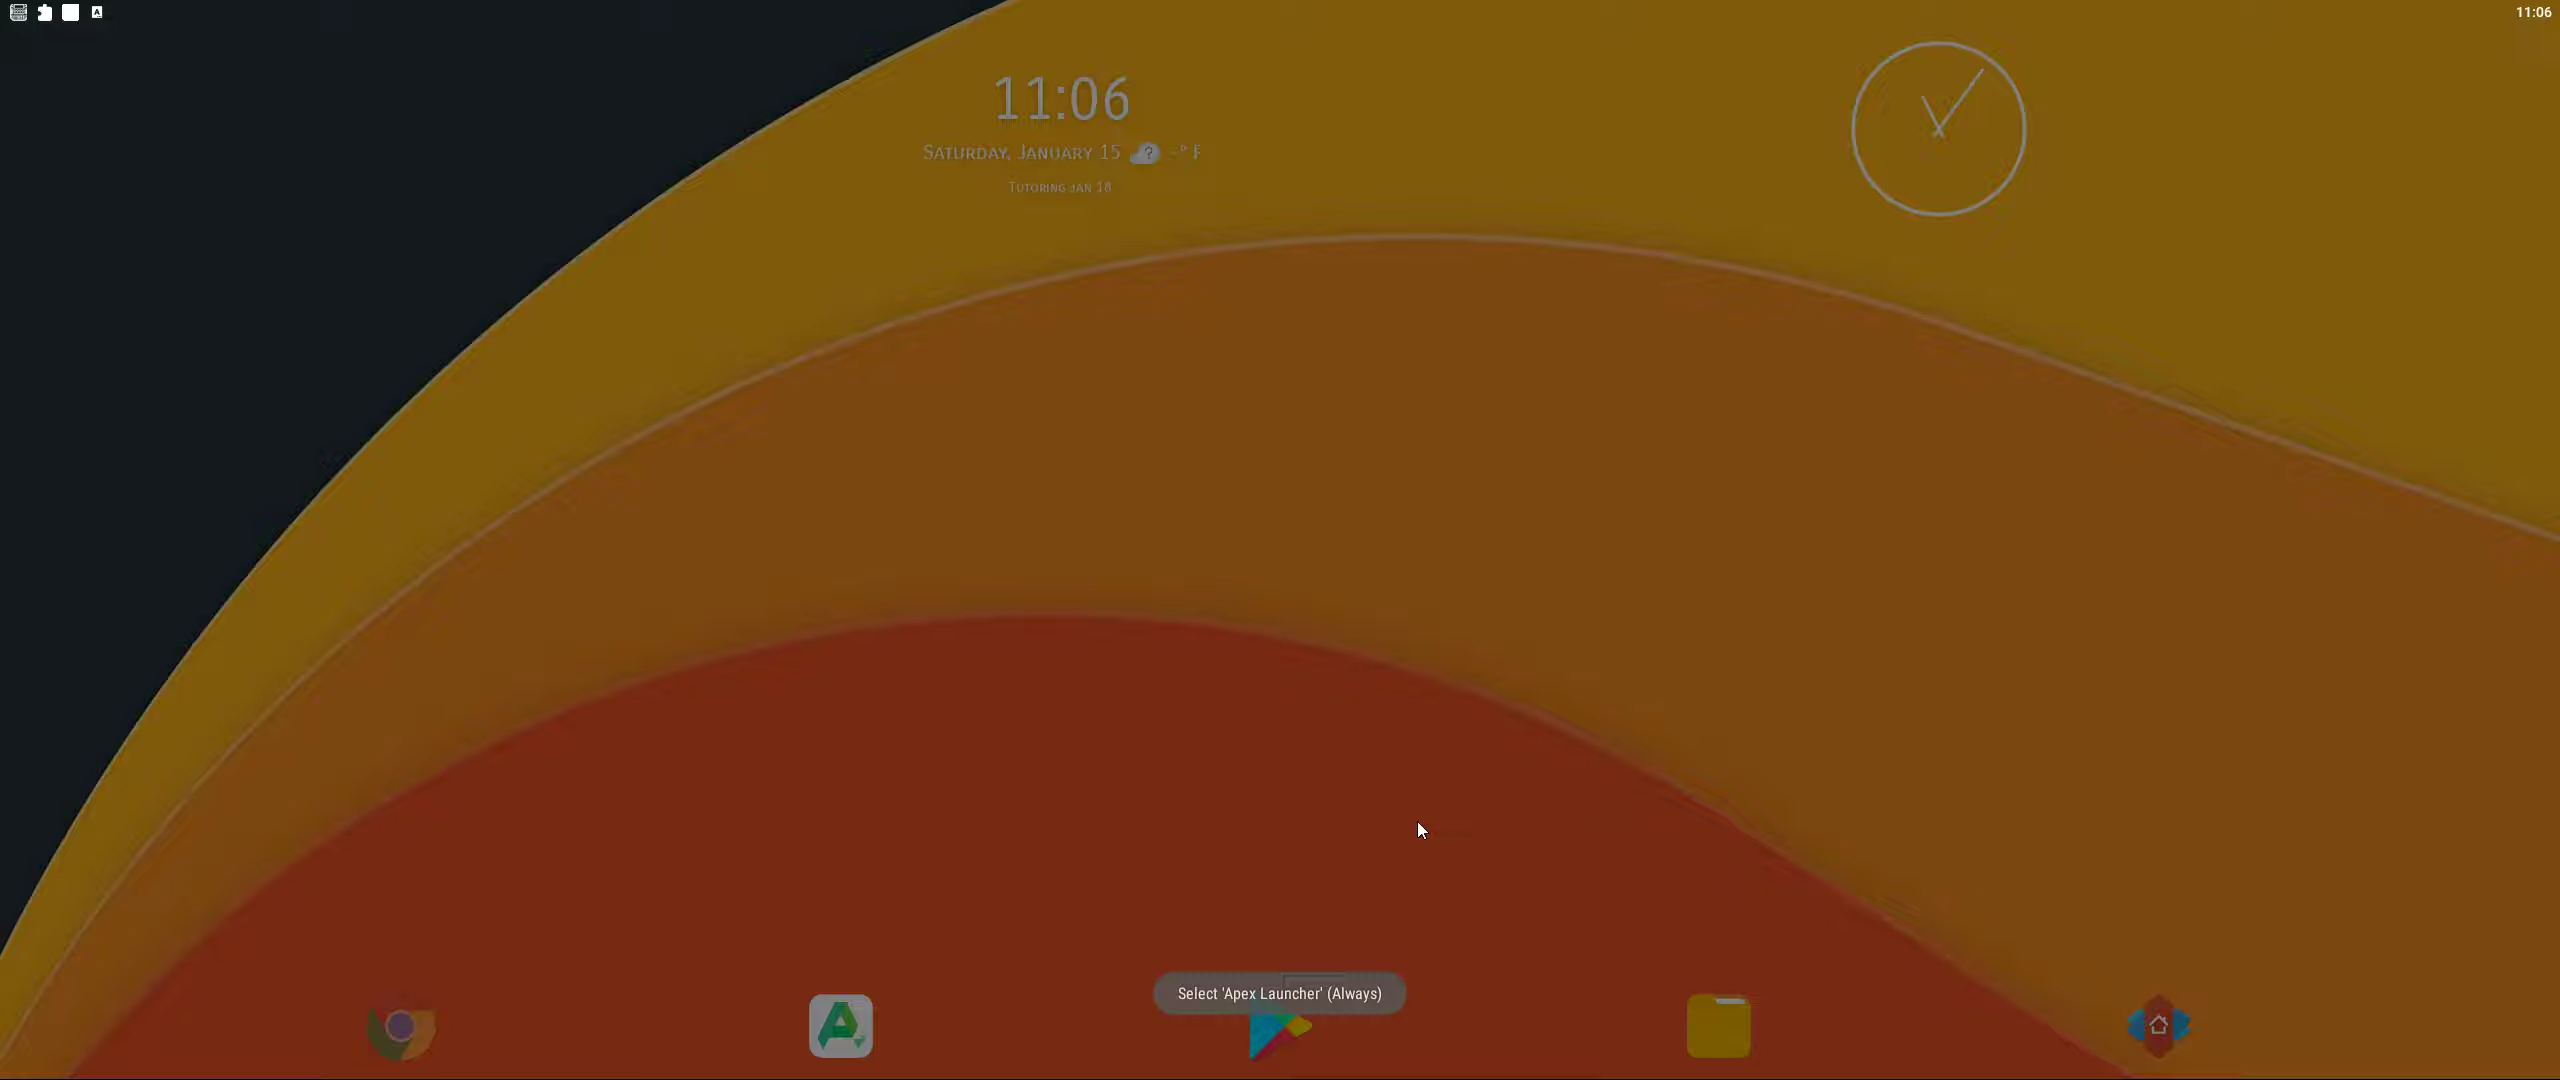 11:06
11:06
SATURDAY, JANUARY 15 -° F
TUTORING JAN 18
Select 'Apex Launcher' (Always)